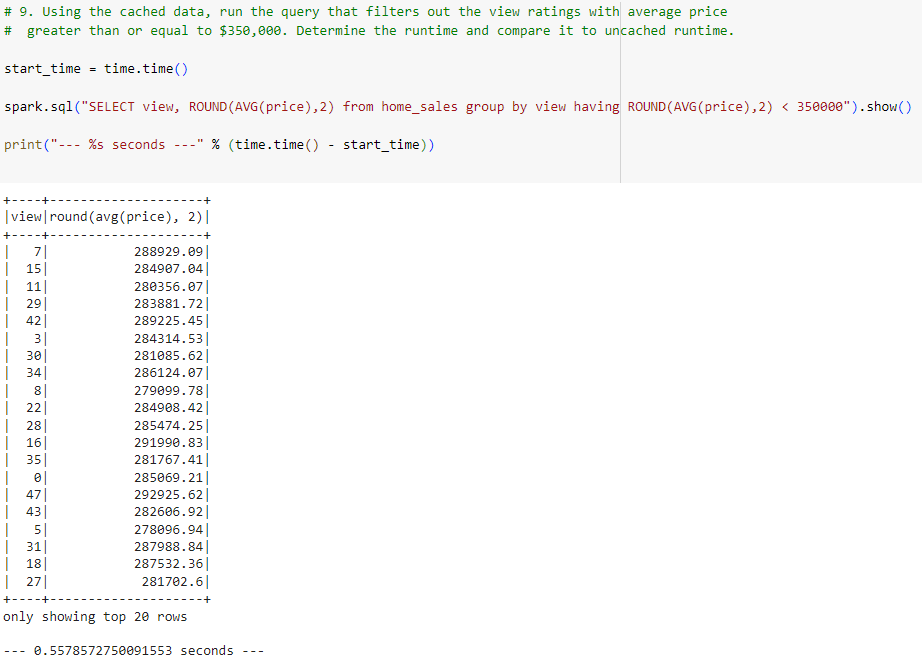 # 9. Using the cached data, run the query that filters out the view ratings with average price
#  greater than or equal to $350,000. Determine the runtime and compare it to uncached runtime.
start_time = time.time()
spark.sql("SELECT view, ROUND(AVG(price),2) from home_sales group by view having ROUND(AVG(price),2) < 350000").show()
print("--- %s seconds ---" % (time.time() - start_time))
+----+--------------------+
|view|round(avg(price), 2)|
+----+--------------------+
|   7|           288929.09|
|  15|           284907.04|
|  11|           280356.07|
|  29|           283881.72|
|  42|           289225.45|
|   3|           284314.53|
|  30|           281085.62|
|  34|           286124.07|
|   8|           279099.78|
|  22|           284908.42|
|  28|           285474.25|
|  16|           291990.83|
|  35|           281767.41|
|   0|           285069.21|
|  47|           292925.62|
|  43|           282606.92|
|   5|           278096.94|
|  31|           287988.84|
|  18|           287532.36|
|  27|            281702.6|
+----+--------------------+
only showing top 20 rows
--- 0.5578572750091553 seconds ---